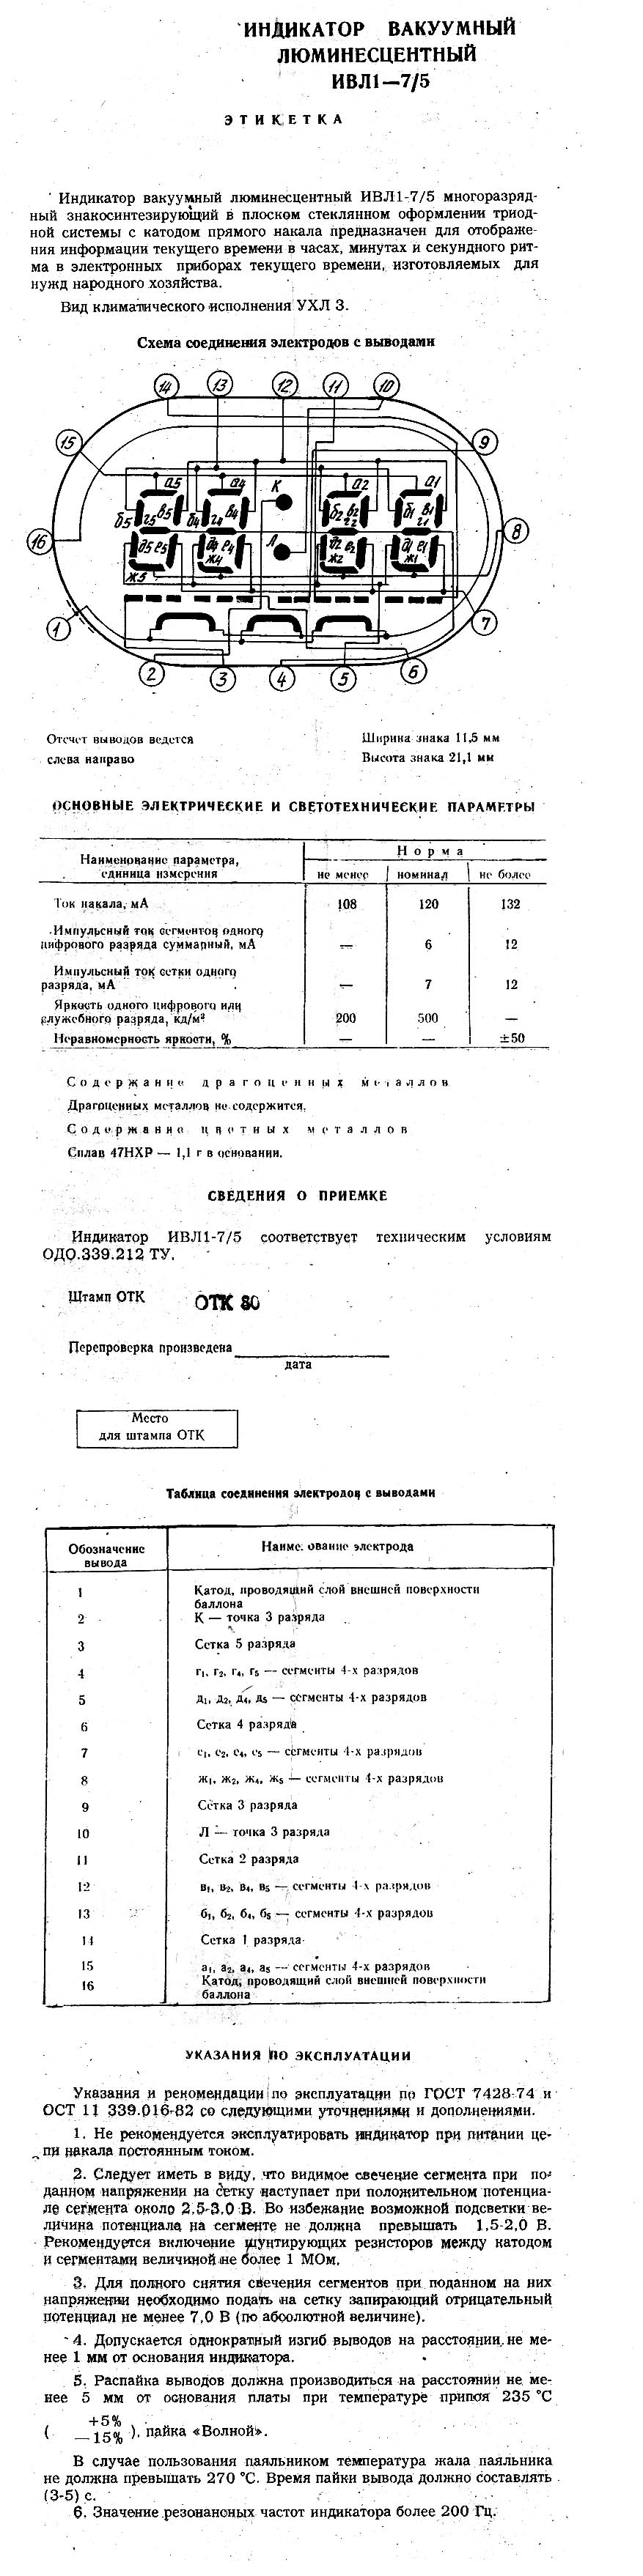 ИНДИКАТОР ВАКУУМНЫЙ
ЛЮМИНЕСЦЕНТНЫЙ
ИВЛ1—7/5
ЭТИКЕТКА
Индикатор вакуумный люминесцентный ИВЛ1-7/5 многоразряд-
ный знакосинтезирующий в плоском стеклянном оформлении триод-
ной системы с катодом прямого накала предназначен для отображе-
ния информации текущего времени в часах, минутах и секундного рит-
ма в электронных приборах текущего времени, изготовляемых для
нужд народного хозяйства.
Вид климатического исполнения УХЛ 3.
Схема соединения электродов с выводами
14 13 12 11 10
15 9
16 8
а5 а4 К а2 а1
б5 г5 в5 б4 г4 в4 б2 в2 г2 б1 в1 г1
д5 е5 д4 е4 Л д2 е2 д1 е1
ж5 ж4 ж2 ж1
1 7
2 3 4 5 6
Отсчет выводов ведется
слева направо
Ширина знака 11,5 мм
Высота знака 21,1 мм
ОСНОВНЫЕ ЭЛЕКТРИЧЕСКИЕ И СВЕТОТЕХНИЧЕСКИЕ ПАРАМЕТРЫ
Наименование параметра,
единица измерения
Норма
не менее номинал не более
Ток накала, мА 108 120 132
Импульсный ток сегментов одного
цифрового разряда суммарный, мА — 6 12
Импульсный ток сетки одного
разряда, мА — 7 12
Яркость одного цифрового или
служебного разряда, кд/м² 200 500 —
Неравномерность яркости, % — — ±50
Содержание драгоценных металлов
Драгоценных металлов не содержится.
Содержание цветных металлов
Сплав 47НХР — 1,1 г в основании.
СВЕДЕНИЯ О ПРИЕМКЕ
Индикатор ИВЛ1-7/5 соответствует техническим условиям
ОДО.339.212 ТУ.
Штамп ОТК ОТК 80
Перепроверка произведена
дата
Место
для штампа ОТК
Таблица соединения электродов с выводами
Обозначение
вывода
Наименование электрода
1 Катод, проводящий слой внешней поверхности
баллона
2 К — точка 3 разряда
3 Сетка 5 разряда
4 г₁, г₂, г₄, г₅ — сегменты 4-х разрядов
5 д₁, д₂, д₄, д₅ — сегменты 4-х разрядов
6 Сетка 4 разряда
7 е₁, е₂, е₄, е₅ — сегменты 4-х разрядов
8 ж₁, ж₂, ж₄, ж₅ — сегменты 4-х разрядов
9 Сетка 3 разряда
10 Л — точка 3 разряда
11 Сетка 2 разряда
12 в₁, в₂, в₄, в₅ — сегменты 4-х разрядов
13 б₁, б₂, б₄, б₅ — сегменты 4-х разрядов
14 Сетка 1 разряда
15 а₁, а₂, а₄, а₅ — сегменты 4-х разрядов
16 Катод, проводящий слой внешней поверхности
баллона
УКАЗАНИЯ ПО ЭКСПЛУАТАЦИИ
Указания и рекомендации по эксплуатации по ГОСТ 7428-74 и
ОСТ 11 339.016-82 со следующими уточнениями и дополнениями.
1. Не рекомендуется эксплуатировать индикатор при питании це-
пи накала постоянным током.
2. Следует иметь в виду, что видимое свечение сегмента при по-
данном напряжении на сетку наступает при положительном потенциа-
ле сегмента около 2,5-3,0 В. Во избежание возможной подсветки ве-
личина потенциала на сегменте не должна превышать 1,5-2,0 В.
Рекомендуется включение шунтирующих резисторов между катодом
и сегментами величиной не более 1 МОм.
3. Для полного снятия свечения сегментов при поданном на них
напряжении необходимо подать на сетку запирающий отрицательный
потенциал не менее 7,0 В (по абсолютной величине).
4. Допускается однократный изгиб выводов на расстоянии не ме-
нее 1 мм от основания индикатора.
5. Распайка выводов должна производиться на расстоянии не ме-
нее 5 мм от основания платы при температуре припоя 235 °С
( +5%
—15% ), пайка «Волной».
В случае пользования паяльником температура жала паяльника
не должна превышать 270 °С. Время пайки вывода должно составлять
(3-5) с.
6. Значение резонансных частот индикатора более 200 Гц.